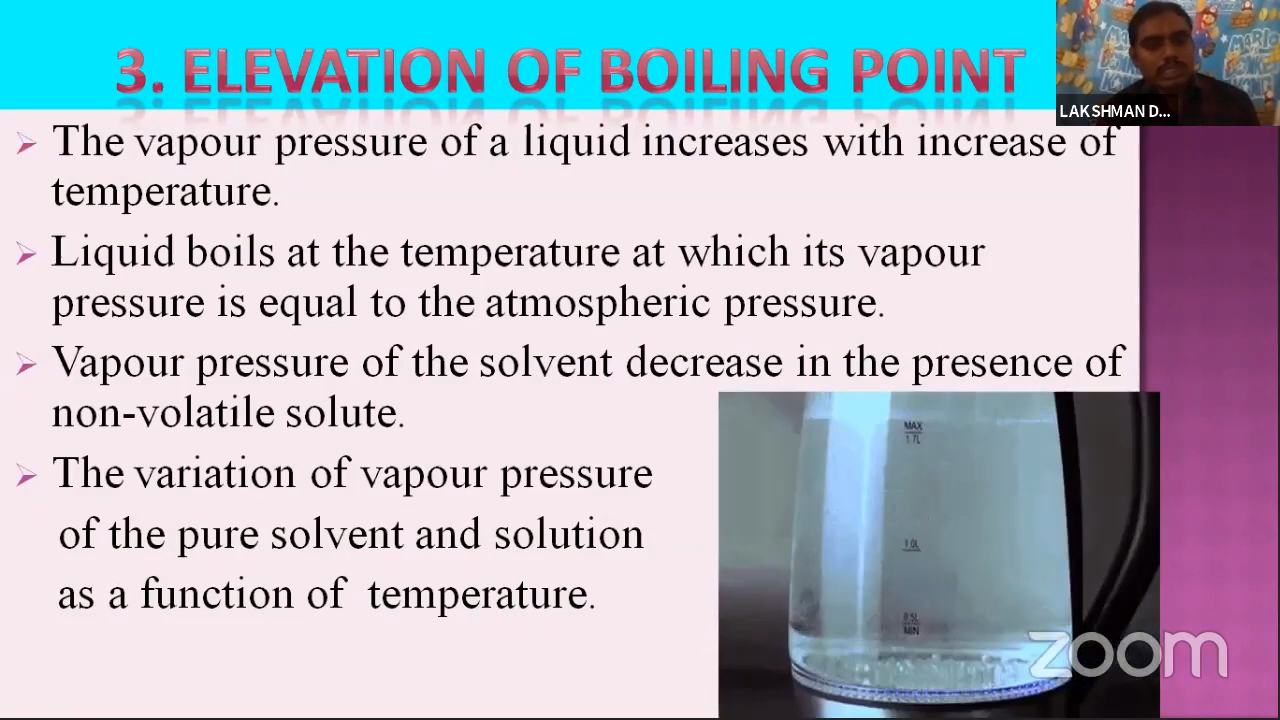 3. ELEVATION OF BOILING POINT
LAKSHMAN D...
The vapour pressure of a liquid increases with increase of
temperature.
Liquid boils at the temperature at which its vapour
pressure is equal to the atmospheric pressure.
Vapour pressure of the solvent decrease in the presence of
non-volatile solute.
The variation of vapour pressure
of the pure solvent and solution
as a function of temperature.
MAX
1.7L
1.0L
0.5L
MIN
zoom